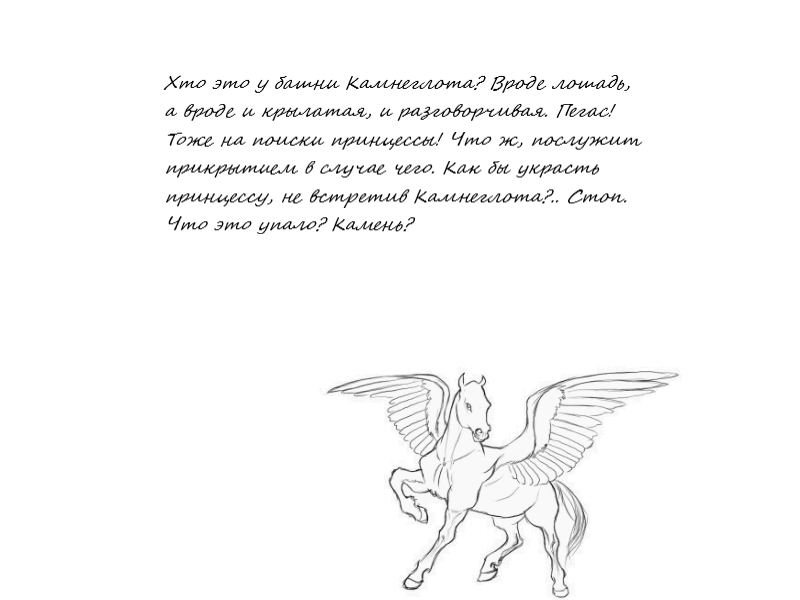 Хто это у башни Камнеглота? Вроде лошадь,
а вроде и крылатая, и разговорчивая. Пегас!
Тоже на поиски принцессы! Что ж, послужит
прикрытием в случае чего. Как бы украсть
принцессу, не встретив Камнеглота?.. Стоп.
Что это упало? Камень?